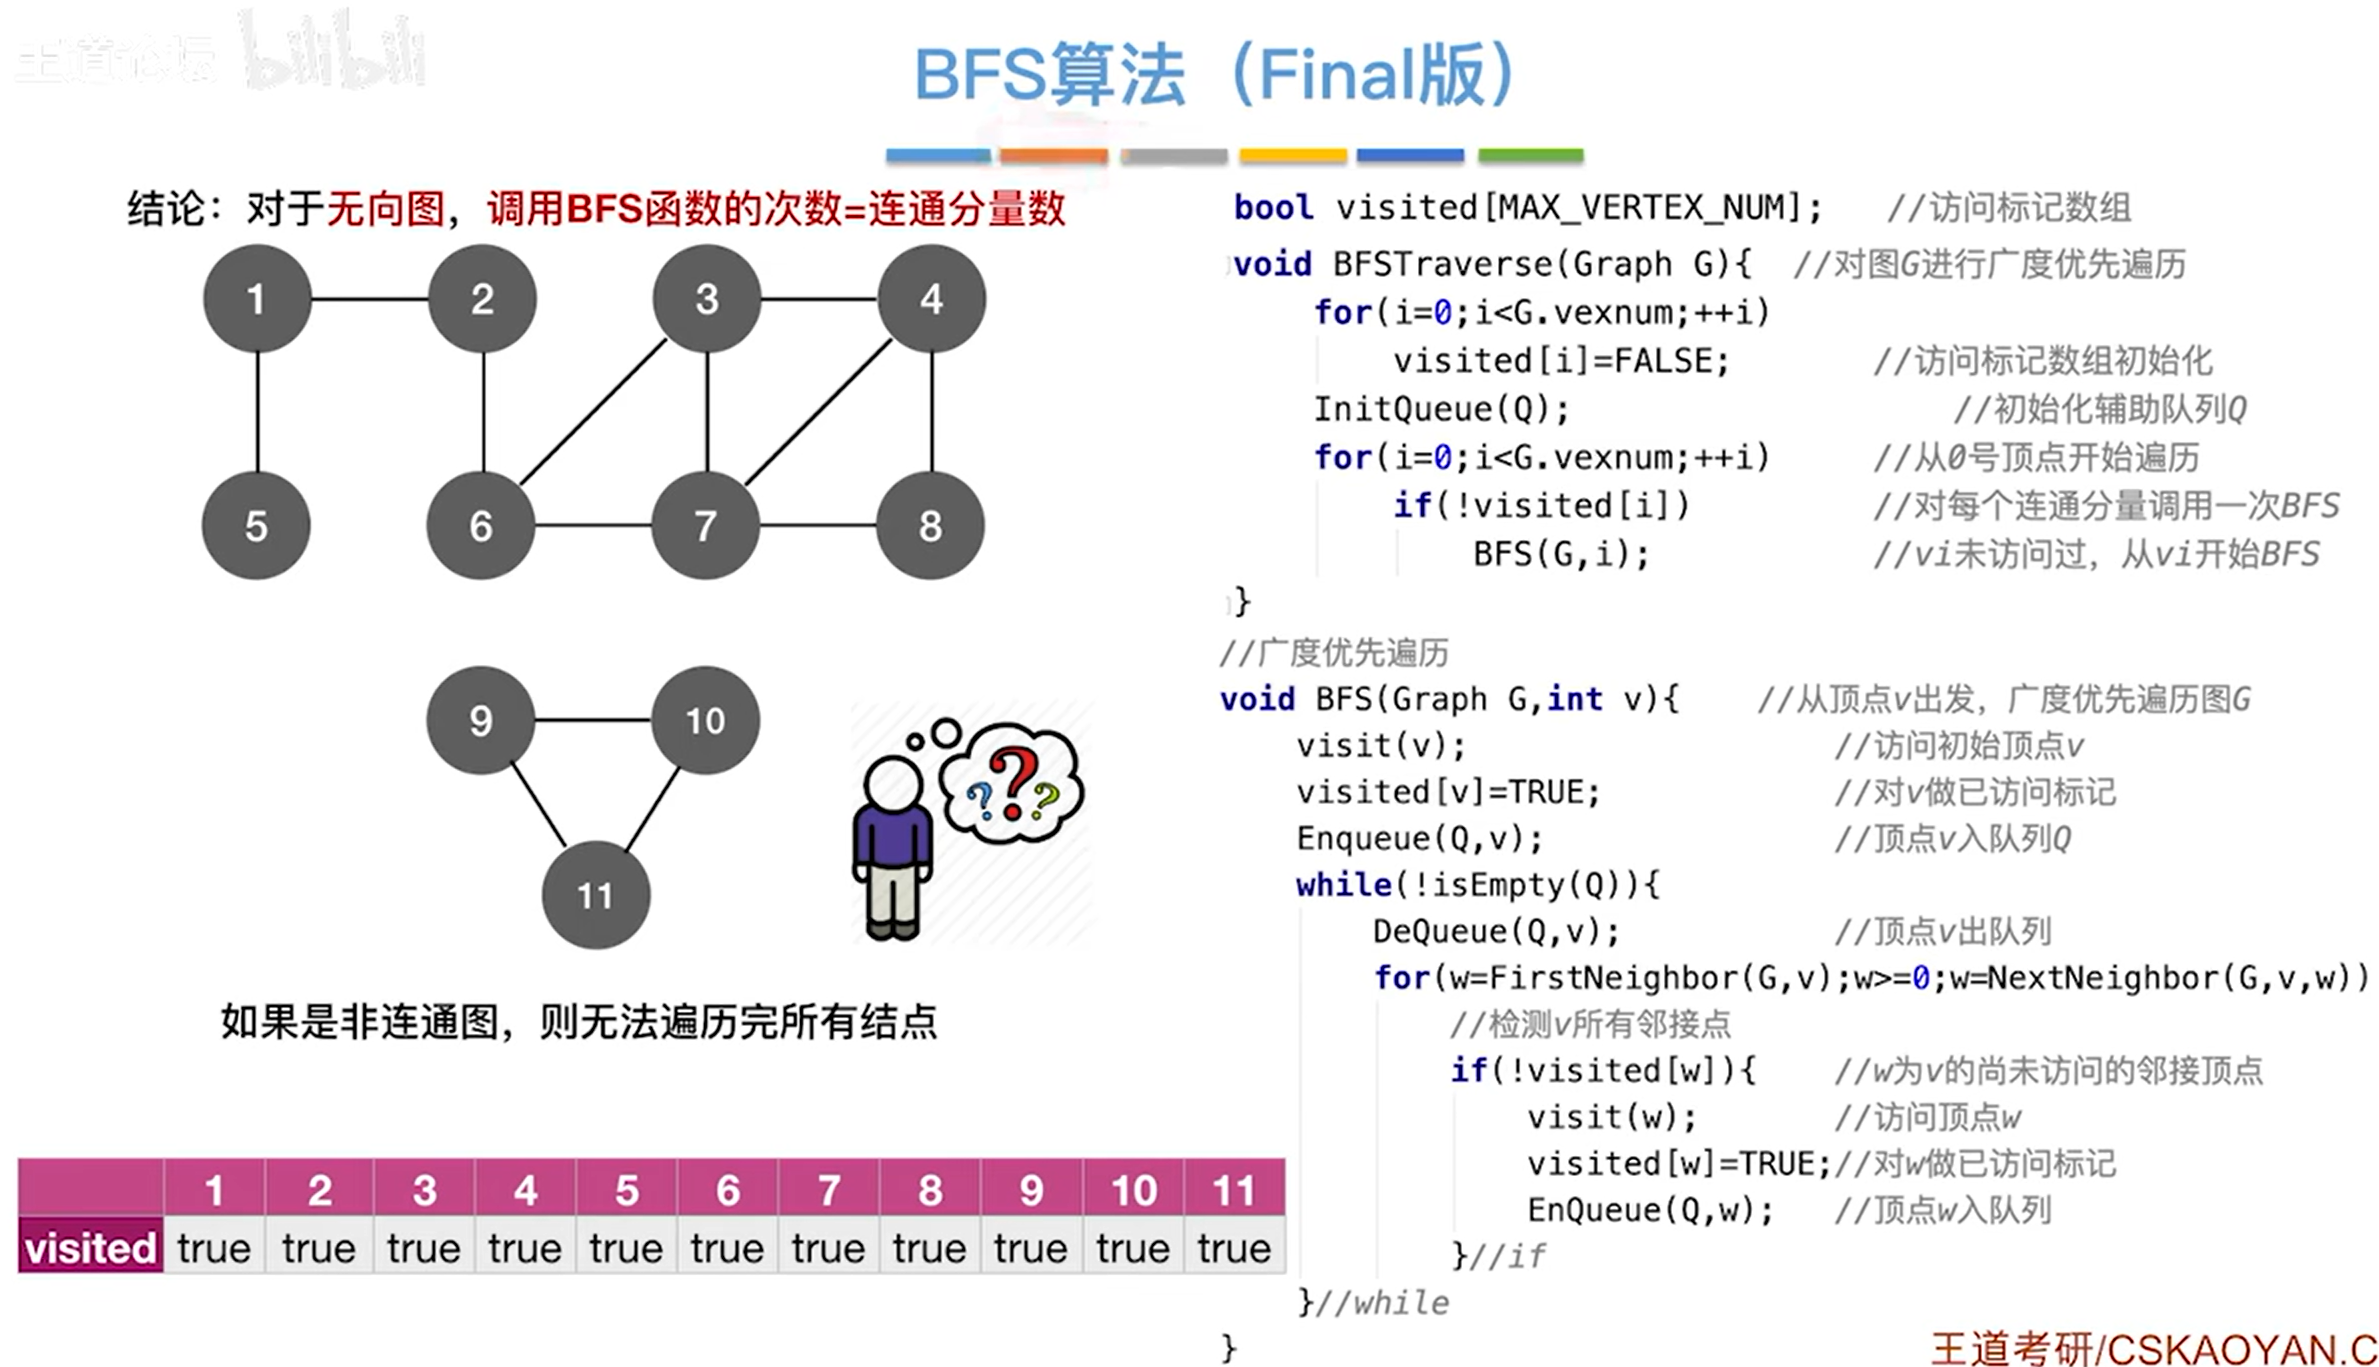 王道论坛 bilibili
BFS算法（Final版）
结论：对于无向图，调用BFS函数的次数=连通分量数
1 2 3 4
5 6 7 8
9 10
11
? ? ?
如果是非连通图，则无法遍历完所有结点
1 2 3 4 5 6 7 8 9 10 11
visited true true true true true true true true true true true
bool visited[MAX_VERTEX_NUM]; //访问标记数组
void BFSTraverse(Graph G){ //对图G进行广度优先遍历
for(i=0;i<G.vexnum;++i)
visited[i]=FALSE; //访问标记数组初始化
InitQueue(Q); //初始化辅助队列Q
for(i=0;i<G.vexnum;++i) //从0号顶点开始遍历
if(!visited[i]) //对每个连通分量调用一次BFS
BFS(G,i); //vi未访问过，从vi开始BFS
}
//广度优先遍历
void BFS(Graph G,int v){ //从顶点v出发，广度优先遍历图G
visit(v); //访问初始顶点v
visited[v]=TRUE; //对v做已访问标记
Enqueue(Q,v); //顶点v入队列Q
while(!isEmpty(Q)){
DeQueue(Q,v); //顶点v出队列
for(w=FirstNeighbor(G,v);w>=0;w=NextNeighbor(G,v,w))
//检测v所有邻接点
if(!visited[w]){ //w为v的尚未访问的邻接顶点
visit(w); //访问顶点w
visited[w]=TRUE;//对w做已访问标记
EnQueue(Q,w); //顶点w入队列
}//if
}//while
}
王道考研/CSKAOYAN.C